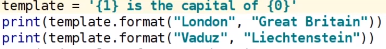 template = '{1} is the capital of {0}'
print(template.format("London", "Great Britain"))
print(template.format("Vaduz", "Liechtenstein"))